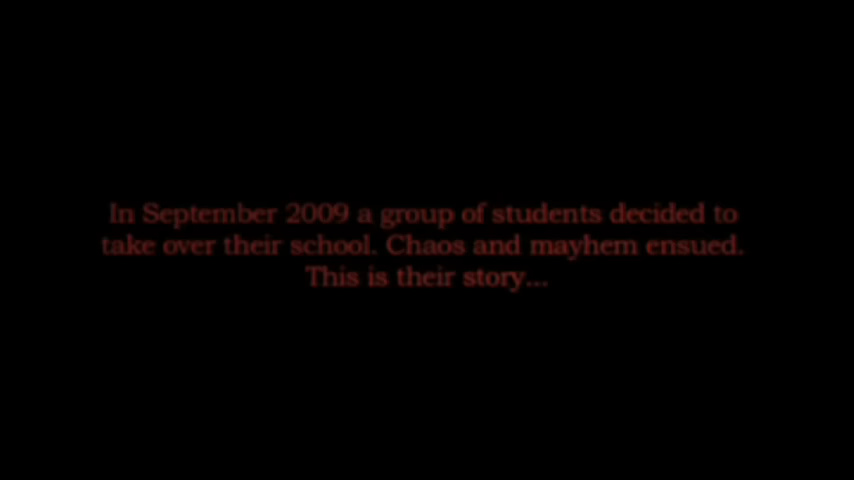 In September 2009 a group of students decided to
take over their school. Chaos and mayhem ensued.
This is their story...